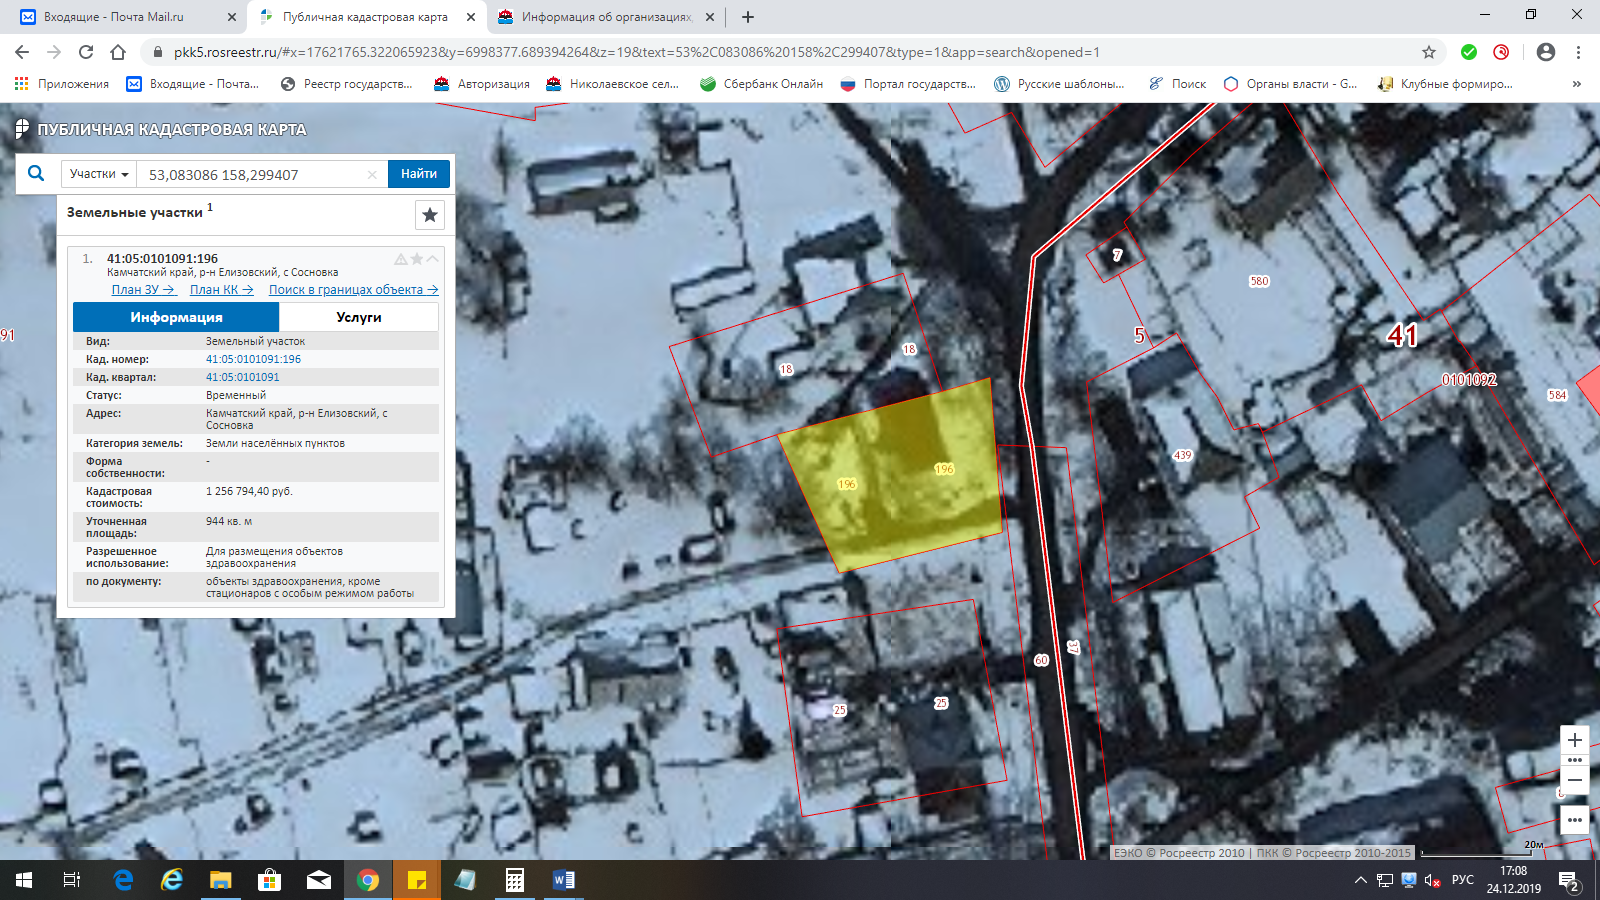 Входящие - Почта Mail.ru
Публичная кадастровая карта
Информация об организациях,
pkk5.rosreestr.ru/#x=17621765.322065923&y=6998377.689394264&z=19&text=53%2C083086%20158%2C299407&type=1&app=search&opened=1
Приложения
Входящие - Почта...
Реестр государств...
Авторизация
Николаевское сел...
Сбербанк Онлайн
Портал государств...
Русские шаблоны...
Поиск
Органы власти - G...
Клубные формиро...
»
ПУБЛИЧНАЯ КАДАСТРОВАЯ КАРТА
Участки
53,083086 158,299407
Найти
Земельные участки 1
1. 41:05:0101091:196
Камчатский край, р-н Елизовский, с Сосновка
План ЗУ → План КК → Поиск в границах объекта →
Информация Услуги
Вид: Земельный участок
Кад. номер: 41:05:0101091:196
Кад. квартал: 41:05:0101091
Статус: Временный
Адрес: Камчатский край, р-н Елизовский, с
Сосновка
Категория земель: Земли населённых пунктов
Форма
собственности: -
Кадастровая
стоимость: 1 256 794,40 руб.
Уточненная
площадь: 944 кв. м
Разрешенное
использование: Для размещения объектов
здравоохранения
по документу: объекты здравоохранения, кроме
стационаров с особым режимом работы
91
7
580
5
41
18
18
0101092
584
439
196
196
60
37
25
25
20м
ЕЭКО © Росреестр 2010 | ПКК © Росреестр 2010-2015
РУС
17:08
24.12.2019
2